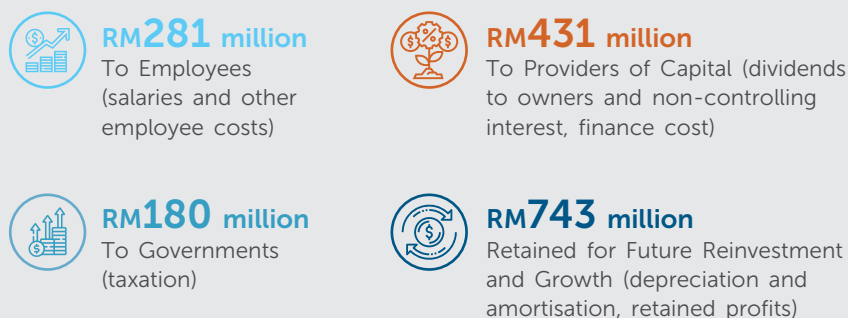 RM281 million
To Employees
(salaries and other
employee costs)
RM431 million
To Providers of Capital (dividends
to owners and non-controlling
interest, finance cost)
RM180 million
To Governments
(taxation)
RM743 million
Retained for Future Reinvestment
and Growth (depreciation and
amortisation, retained profits)